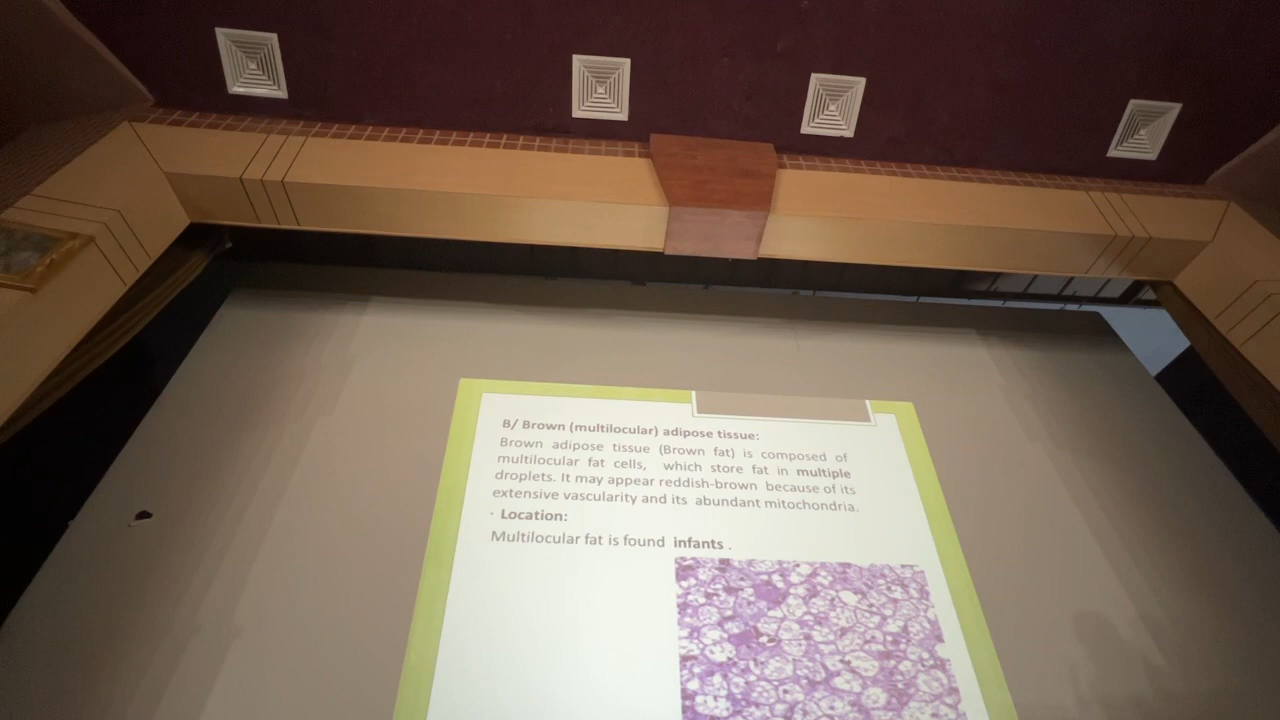 B/ Brown (multilocular) adipose tissue:
Brown adipose tissue (Brown fat) is composed of
multilocular fat cells, which store fat in multiple
droplets. It may appear reddish-brown because of its
extensive vascularity and its abundant mitochondria.
· Location:
Multilocular fat is found infants .